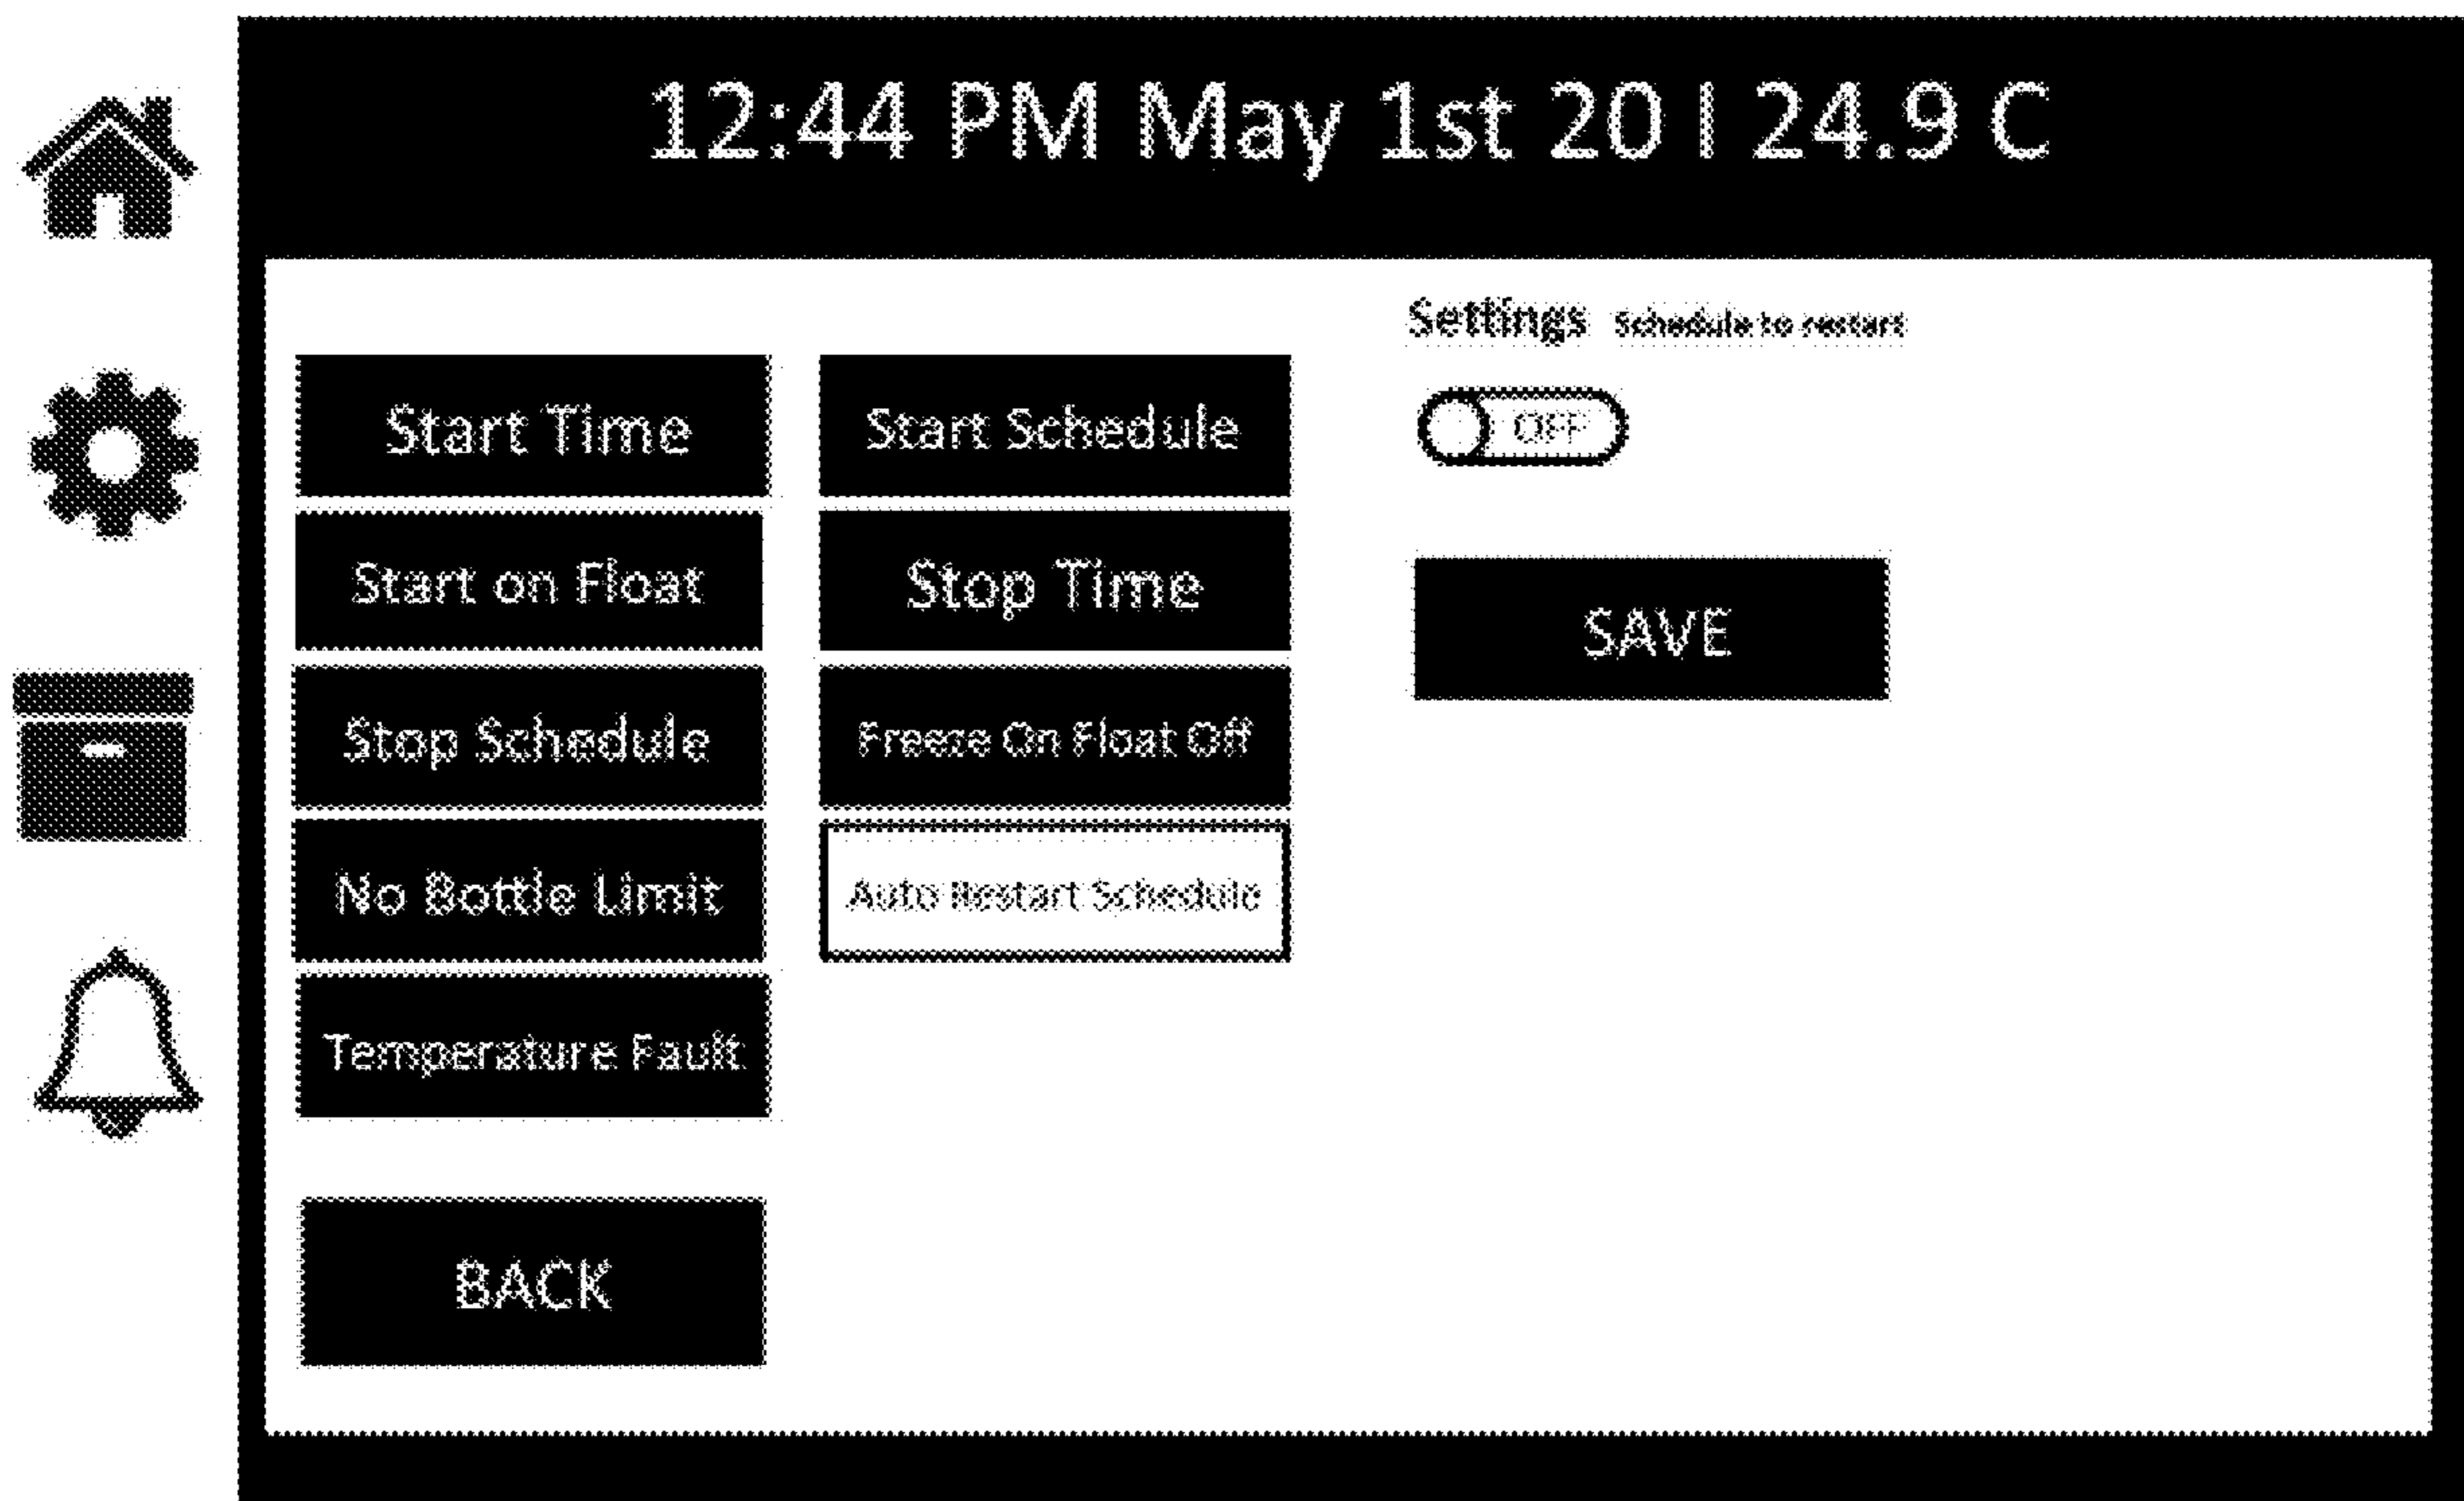 12:44 PM May 1st 20 | 24.9 C
Settings Schedule to restart
Start Time
Start Schedule
OFF
Start on Float
Stop Time
SAVE
Stop Schedule
Freeze On Float Off
No Bottle Limit
Auto Restart Schedule
Temperature Fault
BACK